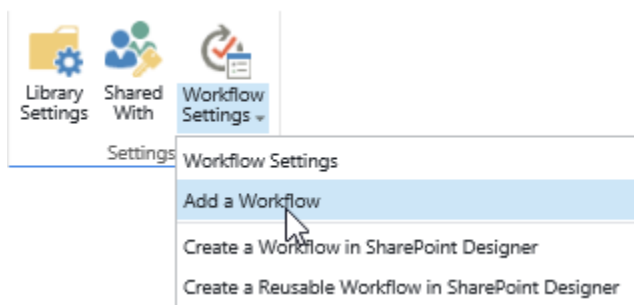 Library Settings
Shared With
Workflow Settings
Settings
Workflow Settings
Add a Workflow
Create a Workflow in SharePoint Designer
Create a Reusable Workflow in SharePoint Designer